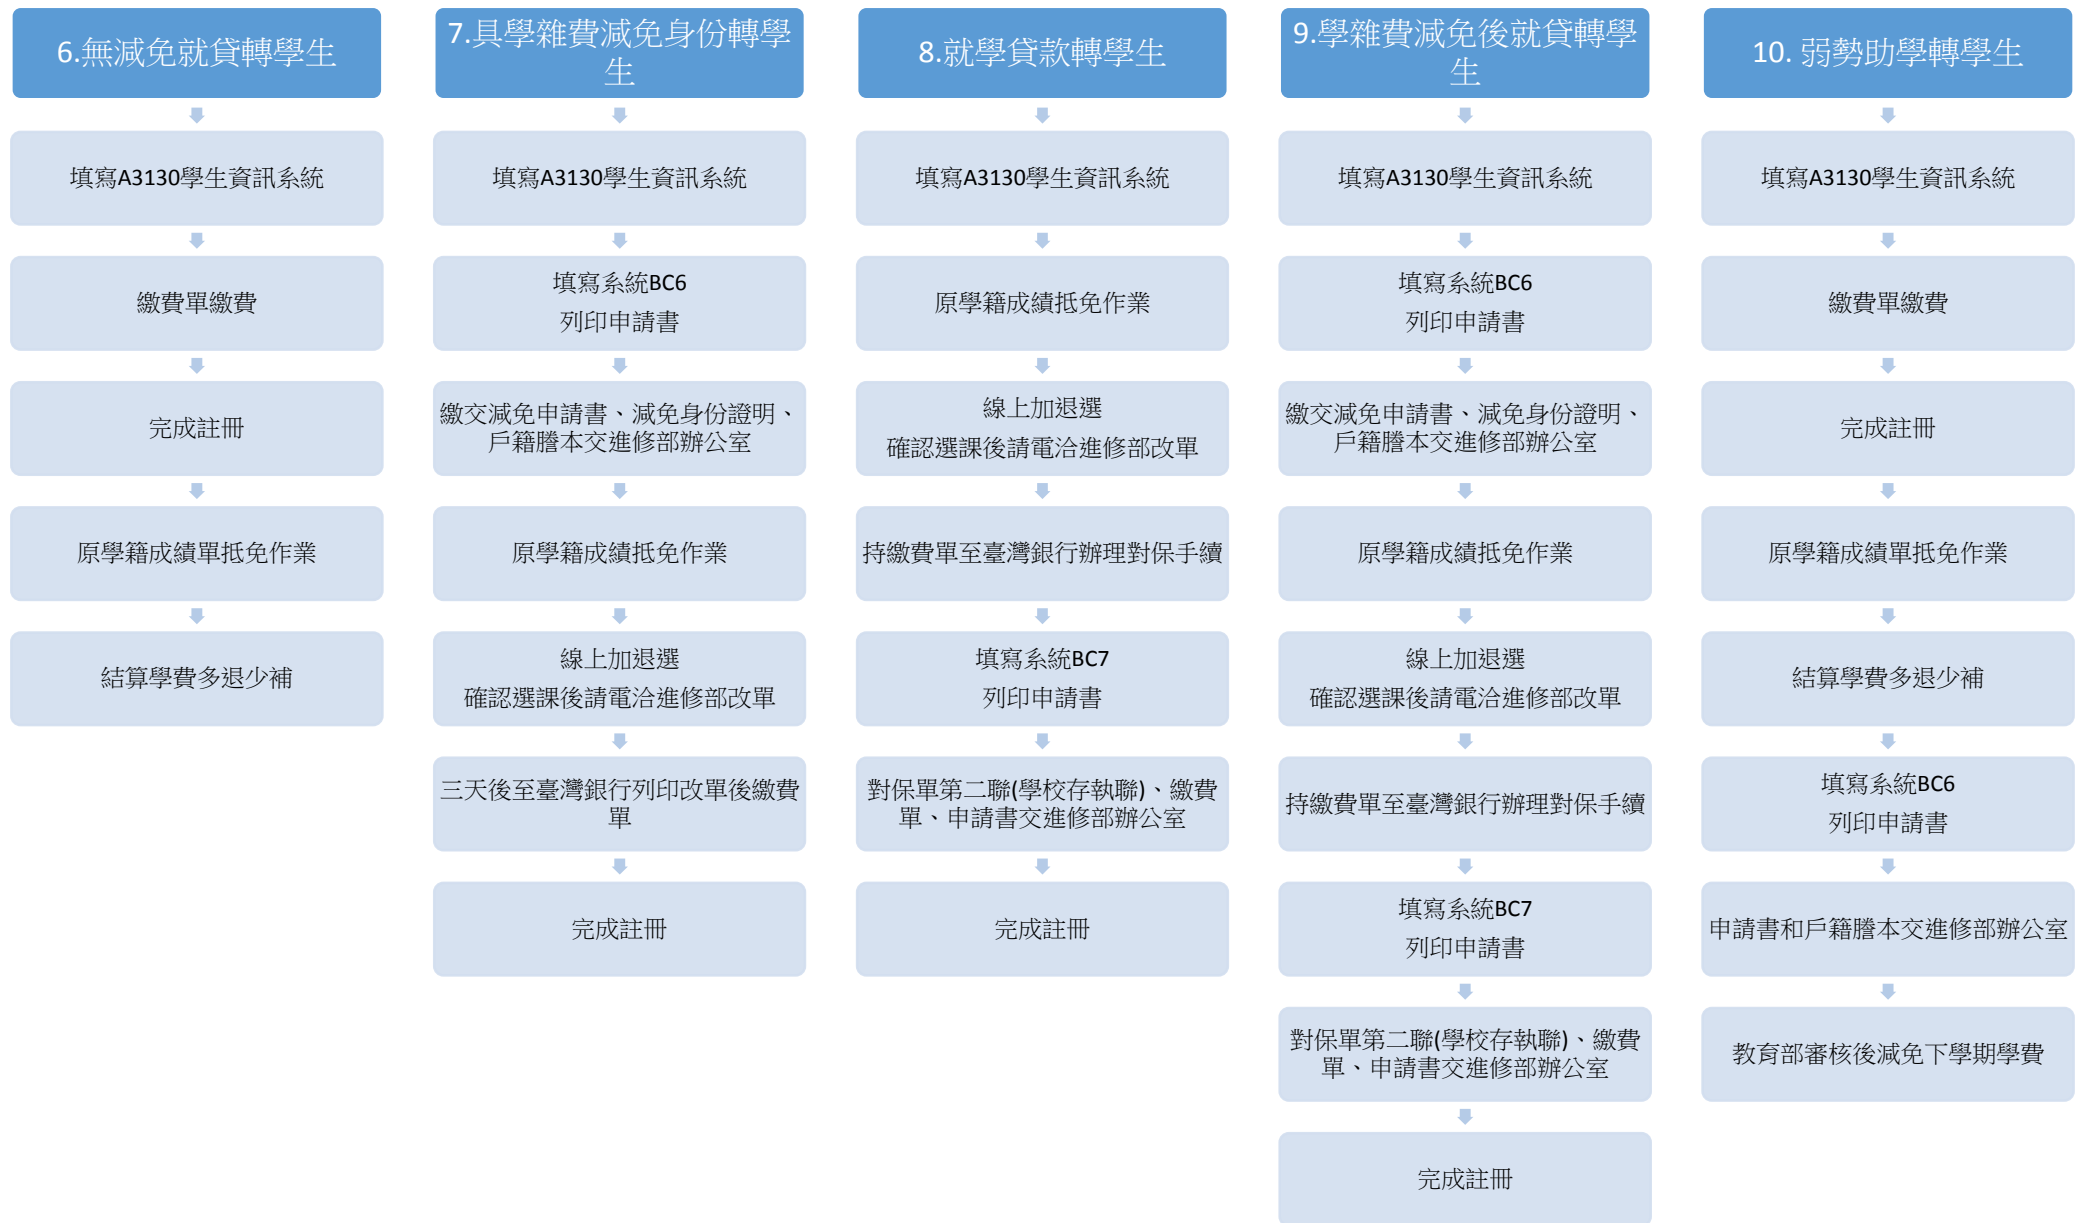 6.無減免就貸轉學生
填寫A3130學生資訊系統
繳費單繳費
完成註冊
原學籍成績單抵免作業
結算學費多退少補
7.具學雜費減免身份轉學
生
填寫A3130學生資訊系統
填寫系統BC6
列印申請書
繳交減免申請書、減免身份證明、
戶籍謄本交進修部辦公室
原學籍成績抵免作業
線上加退選
確認選課後請電洽進修部改單
三天後至臺灣銀行列印改單後繳費
單
完成註冊
8.就學貸款轉學生
填寫A3130學生資訊系統
原學籍成績抵免作業
線上加退選
確認選課後請電洽進修部改單
持繳費單至臺灣銀行辦理對保手續
填寫系統BC7
列印申請書
對保單第二聯(學校存執聯)、繳費
單、申請書交進修部辦公室
完成註冊
9.學雜費減免後就貸轉學
生
填寫A3130學生資訊系統
填寫系統BC6
列印申請書
繳交減免申請書、減免身份證明、
戶籍謄本交進修部辦公室
原學籍成績抵免作業
線上加退選
確認選課後請電洽進修部改單
持繳費單至臺灣銀行辦理對保手續
填寫系統BC7
列印申請書
對保單第二聯(學校存執聯)、繳費
單、申請書交進修部辦公室
完成註冊
10. 弱勢助學轉學生
填寫A3130學生資訊系統
繳費單繳費
完成註冊
原學籍成績單抵免作業
結算學費多退少補
填寫系統BC6
列印申請書
申請書和戶籍謄本交進修部辦公室
教育部審核後減免下學期學費